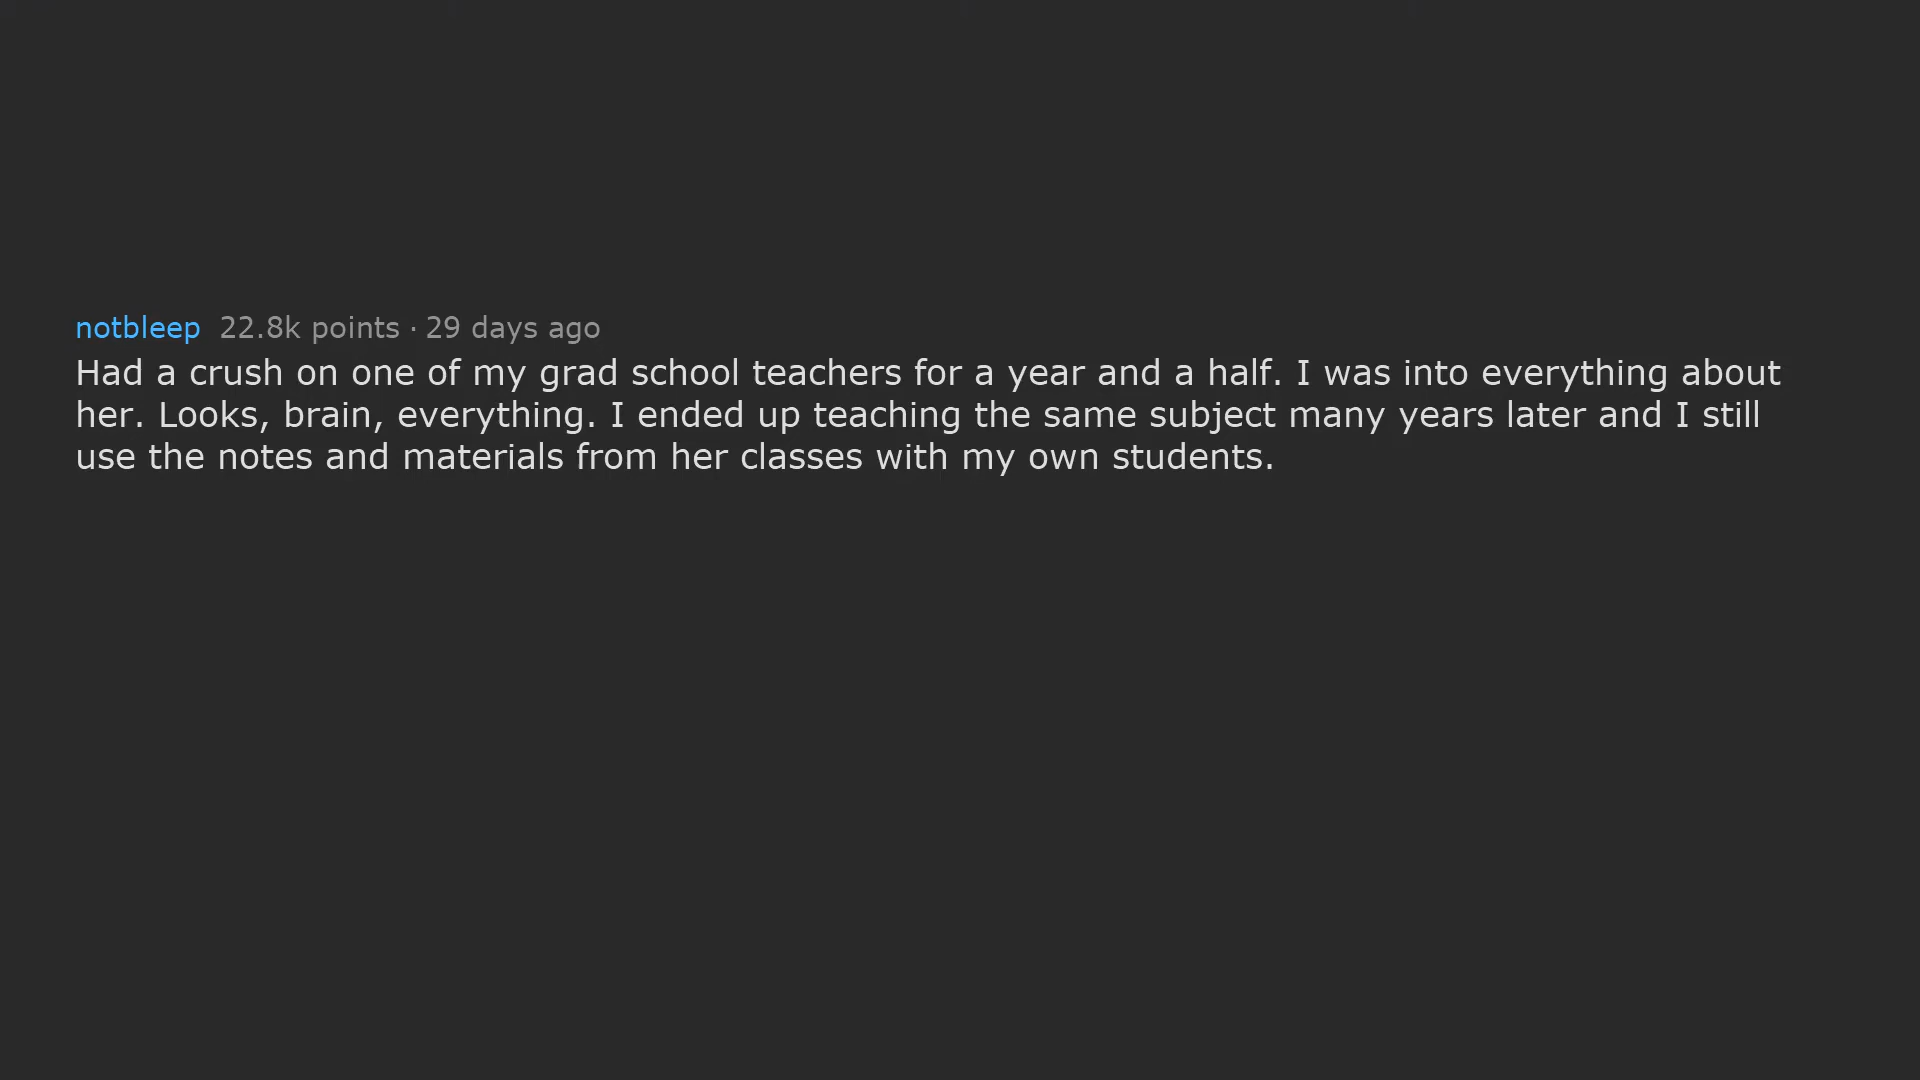 notbleep 22.8k points · 29 days ago
Had a crush on one of my grad school teachers for a year and a half. I was into everything about
her. Looks, brain, everything. I ended up teaching the same subject many years later and I still
use the notes and materials from her classes with my own students.